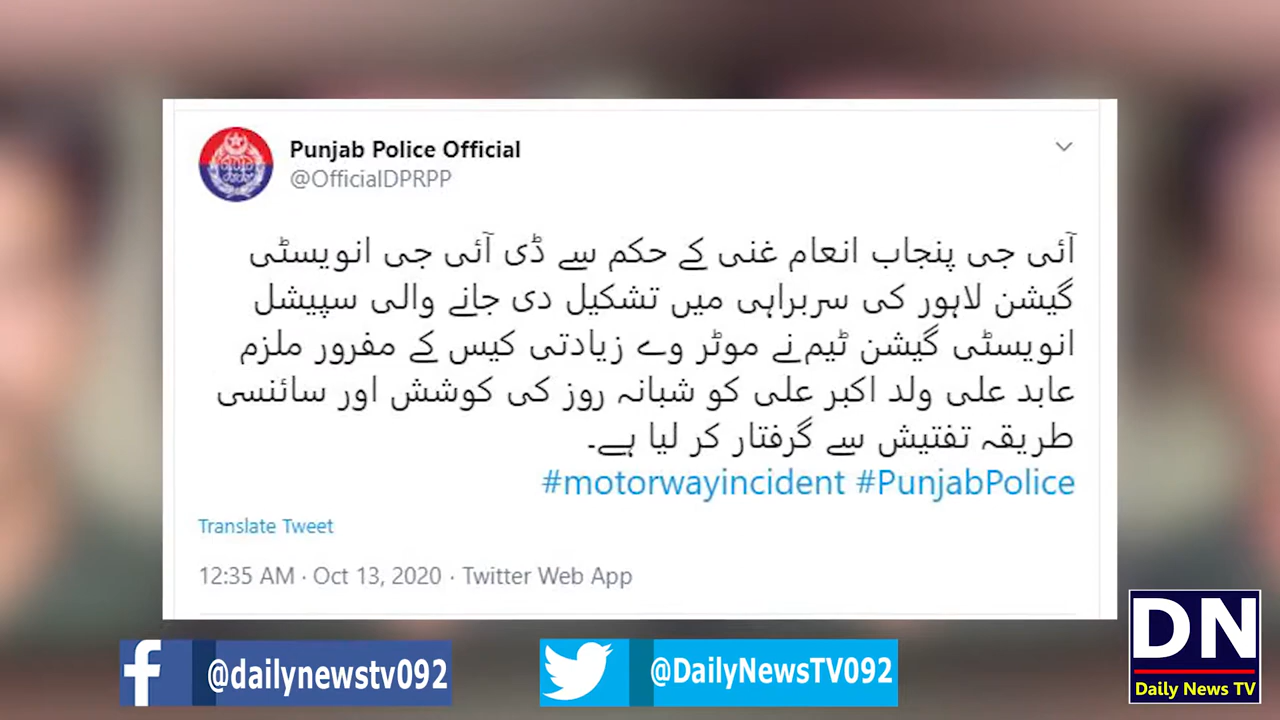 Punjab Police Official
@OfficialDPRPP
آئی جی پنجاب انعام غنی کے حکم سے ڈی آئی جی انویسٹی
گیشن لاہور کی سربراہی میں تشکیل دی جانے والی سپیشل
انویسٹی گیشن ٹیم نے موٹر وے زیادتی کیس کے مفرور ملزم
عابد علی ولد اکبر علی کو شبانہ روز کی کوشش اور سائنسی
طریقہ تفتیش سے گرفتار کر لیا ہے۔
#motorwayincident #PunjabPolice
Translate Tweet
12:35 AM · Oct 13, 2020 · Twitter Web App
@dailynewstv092
@DailyNewsTV092
DN
Daily News TV